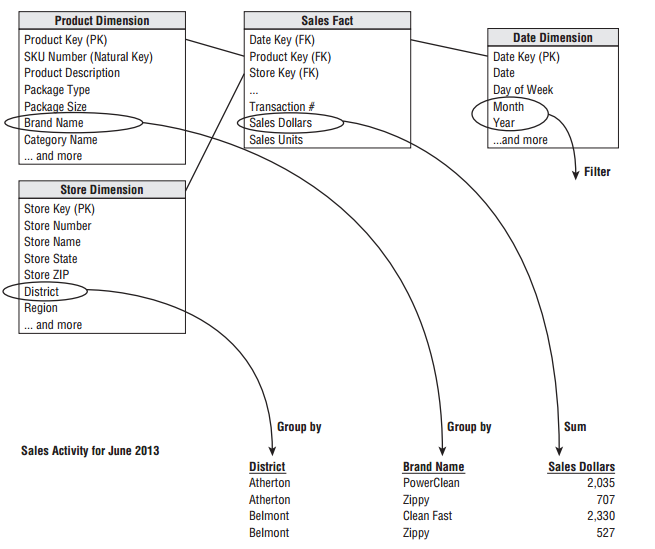 Product Dimension
Product Key (PK)
SKU Number (Natural Key)
Product Description
Package Type
Package Size
Brand Name
Category Name
... and more
Sales Fact
Date Key (FK)
Product Key (FK)
Store Key (FK)
...
Transaction #
Sales Dollars
Sales Units
Date Dimension
Date Key (PK)
Date
Day of Week
Month
Year
...and more
Filter
Store Dimension
Store Key (PK)
Store Number
Store Name
Store State
Store ZIP
District
Region
... and more
Group by
Group by
Sum
Sales Activity for June 2013
District Brand Name Sales Dollars
Atherton PowerClean 2,035
Atherton Zippy 707
Belmont Clean Fast 2,330
Belmont Zippy 527